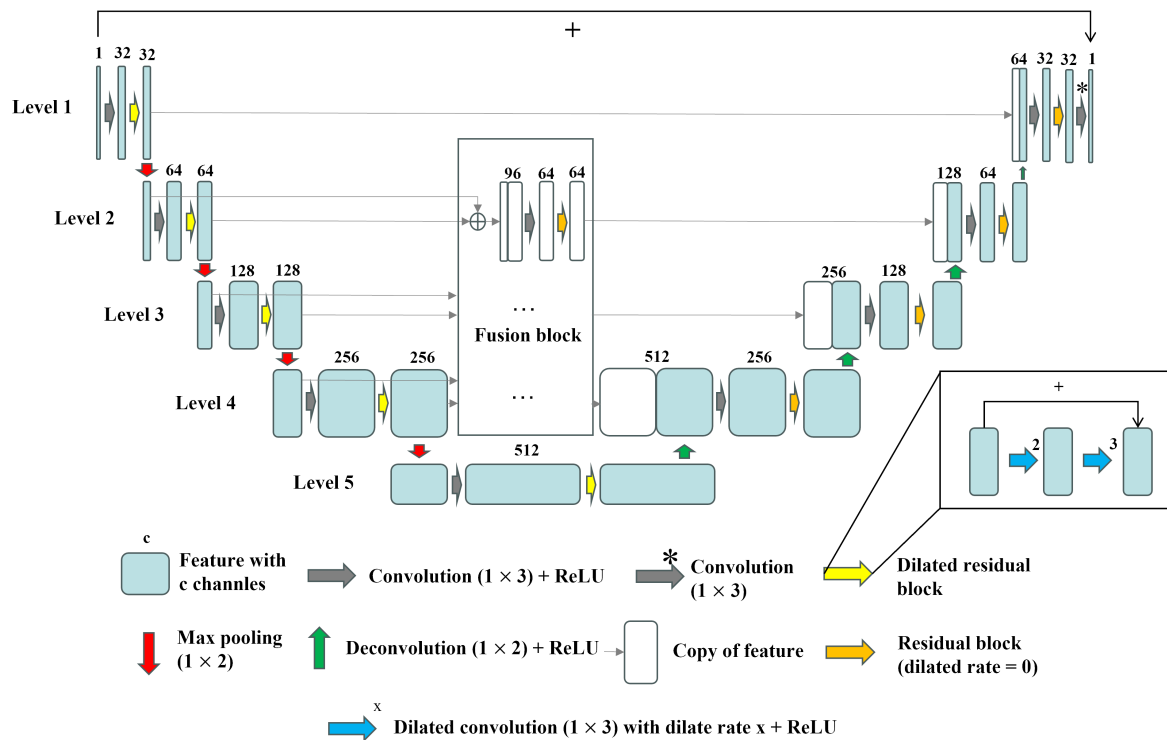 +
1 32 32
64 32 32 1
*
Level 1
64 64
96 64 64
128 64
Level 2
128 128
256 128
Level 3
...
Fusion block
256 256
512 256
Level 4
...
+
2 3
512
Level 5
c
Feature with
c channles
Convolution (1 × 3) + ReLU
*
Convolution
(1 × 3)
Dilated residual
block
Max pooling
(1 × 2)
Deconvolution (1 × 2) + ReLU
Copy of feature
Residual block
(dilated rate = 0)
x
Dilated convolution (1 × 3) with dilate rate x + ReLU